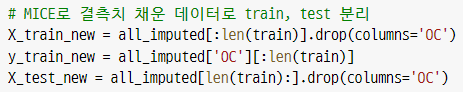 # MICE로 결측치 채운 데이터로 train, test 분리
X_train_new = all_imputed[:len(train)].drop(columns='OC')
y_train_new = all_imputed['OC'][:len(train)]
X_test_new = all_imputed[len(train):].drop(columns='OC')